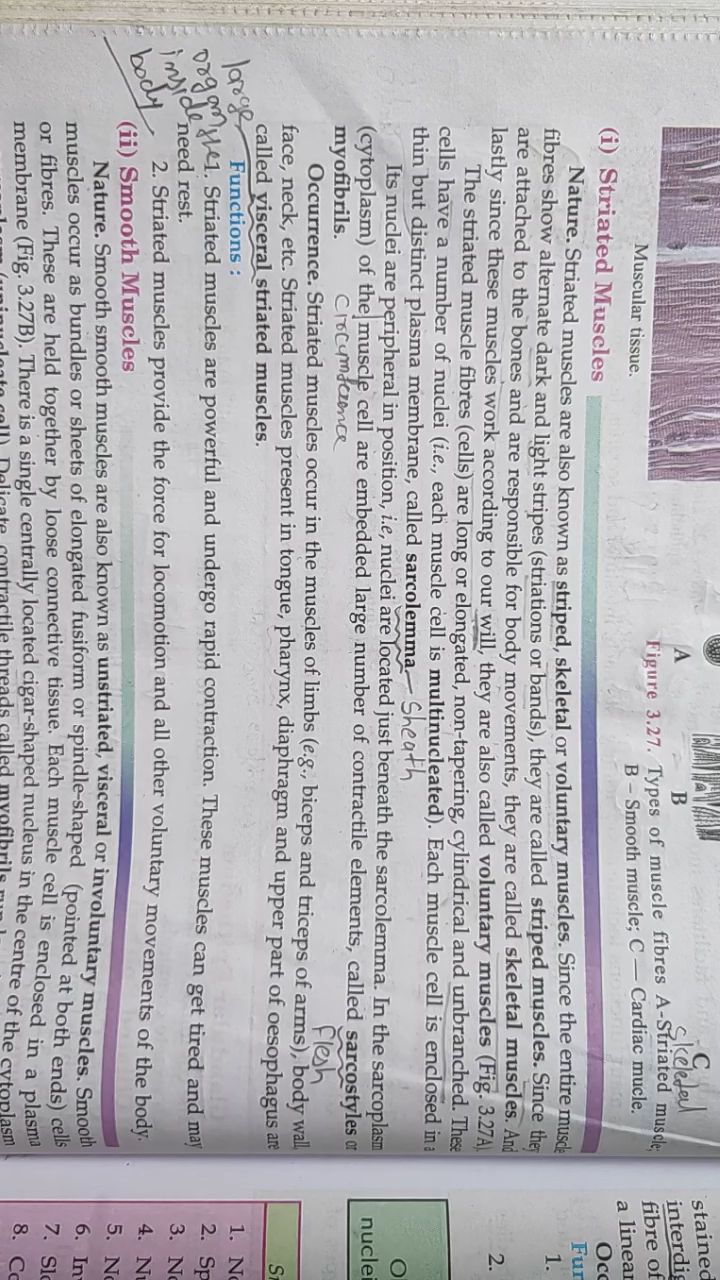 Muscular tissue.
A
B
C
Skeletal
Figure 3.27. Types of muscle fibres A-Striated muscle;
B – Smooth muscle; C — Cardiac mucle.
(i) Striated Muscles
Nature. Striated muscles are also known as striped, skeletal or voluntary muscles. Since the entire muscle
fibres show alternate dark and light stripes (striations or bands), they are called striped muscles. Since they
are attached to the bones and are responsible for body movements, they are called skeletal muscles. And
lastly since these muscles work according to our will, they are also called voluntary muscles (Fig. 3.27A).
The striated muscle fibres (cells) are long or elongated, non-tapering, cylindrical and unbranched. These
cells have a number of nuclei (i.e., each muscle cell is multinucleated). Each muscle cell is enclosed in a
thin but distinct plasma membrane, called sarcolemma.
Sheath
Its nuclei are peripheral in position, i.e, nuclei are located just beneath the sarcolemma. In the sarcoplasm
(cytoplasm) of the muscle cell are embedded large number of contractile elements, called sarcostyles or
myofibrils.
Circumference
flesh
Occurrence. Striated muscles occur in the muscles of limbs (e.g., biceps and triceps of arms), body wall,
face, neck, etc. Striated muscles present in tongue, pharynx, diaphragm and upper part of oesophagus are
called visceral striated muscles.
large
inside
body
Functions :
1. Striated muscles are powerful and undergo rapid contraction. These muscles can get tired and may
need rest.
2. Striated muscles provide the force for locomotion and all other voluntary movements of the body.
(ii) Smooth Muscles
Nature. Smooth smooth muscles are also known as unstriated, visceral or involuntary muscles. Smooth
muscles occur as bundles or sheets of elongated fusiform or spindle-shaped (pointed at both ends) cells
or fibres. These are held together by loose connective tissue. Each muscle cell is enclosed in a plasma
membrane (Fig. 3.27B). There is a single centrally located cigar-shaped nucleus in the centre of the cytoplasm
cell). Delicate contractile threads called myofibrils
stained
interdi
fibre of
a linear
Occ
Fur
1.
2.
O
nuclei
1. N
2. Sp
3. N
4. Nu
5. N
6. In
7. Sl
8. C